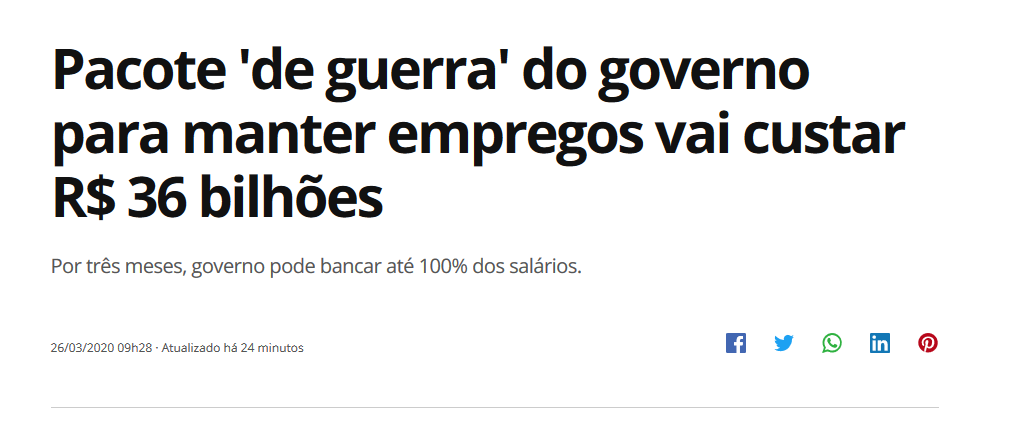 Pacote 'de guerra' do governo
para manter empregos vai custar
R$ 36 bilhões
Por três meses, governo pode bancar até 100% dos salários.
26/03/2020 09h28 · Atualizado há 24 minutos